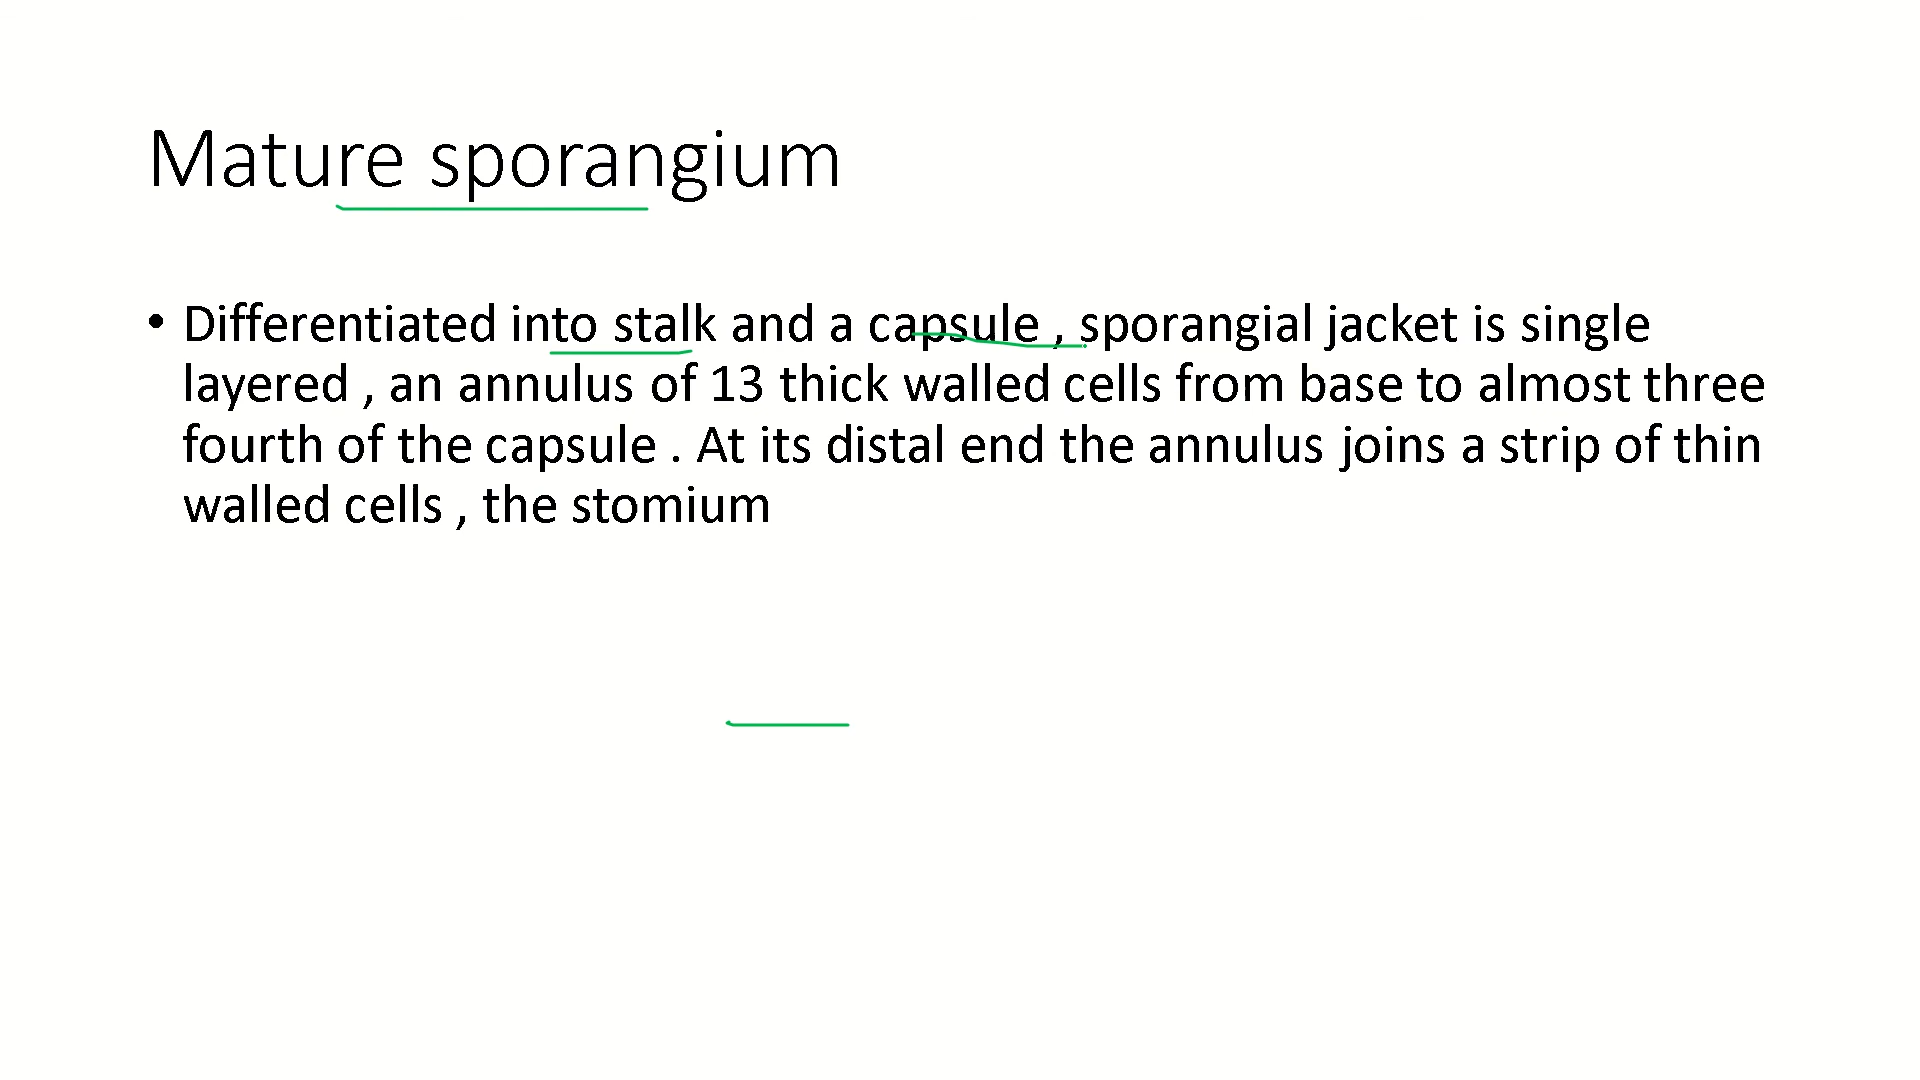 Mature sporangium
• Differentiated into stalk and a capsule , sporangial jacket is single
layered , an annulus of 13 thick walled cells from base to almost three
fourth of the capsule . At its distal end the annulus joins a strip of thin
walled cells , the stomium